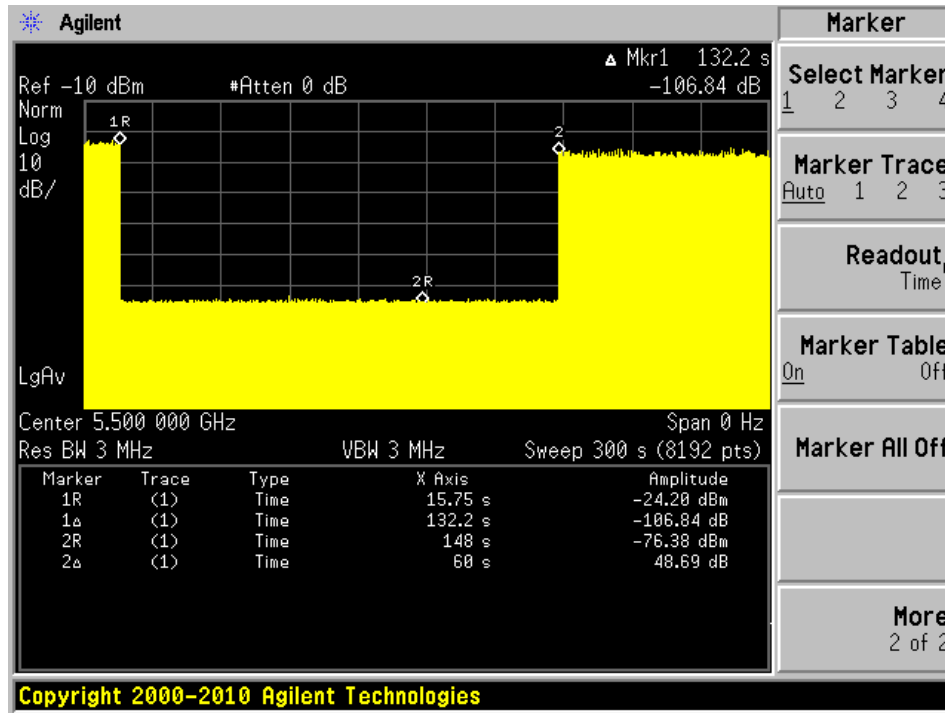 Agilent
Marker
Δ Mkr1 132.2 s
Ref -10 dBm #Atten 0 dB -106.84 dB
Norm
Log
10
dB/
LgAv
1R
2
2R
Center 5.500 000 GHz Span 0 Hz
Res BW 3 MHz VBW 3 MHz Sweep 300 s (8192 pts)
Marker Trace Type X Axis Amplitude
1R (1) Time 15.75 s -24.20 dBm
1Δ (1) Time 132.2 s -106.84 dB
2R (1) Time 148 s -76.38 dBm
2Δ (1) Time 60 s 48.69 dB
Select Marker
1 2 3 4
Marker Trace
Auto 1 2 3
Readout
Time
Marker Table
On Off
Marker All Off
More
2 of 2
Copyright 2000-2010 Agilent Technologies